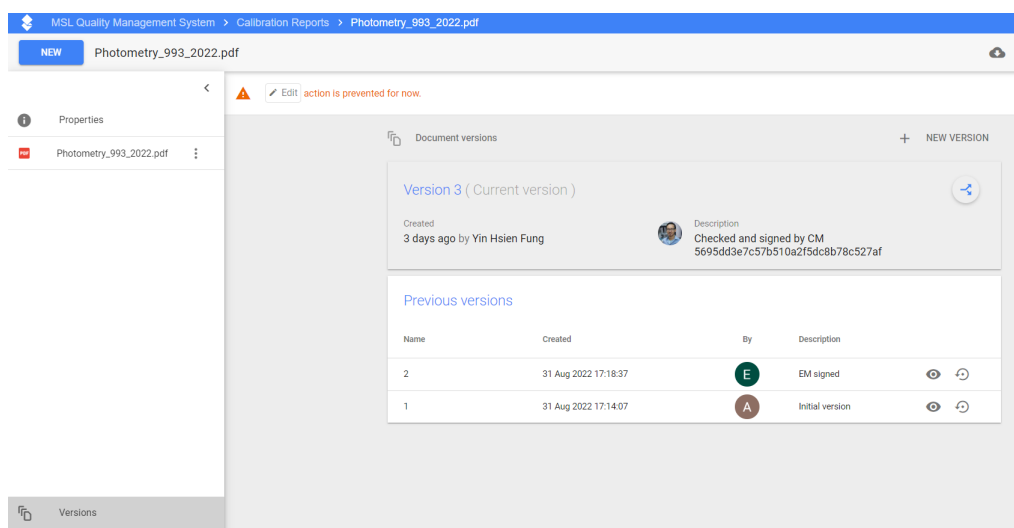 MSL Quality Management System > Calibration Reports > Photometry_993_2022.pdf
NEW Photometry_993_2022.pdf
Edit action is prevented for now.
Properties
PDF Photometry_993_2022.pdf
Document versions
+ NEW VERSION
Version 3 ( Current version )
Created
3 days ago by Yin Hsien Fung
Description
Checked and signed by CM
5695dd3e7c57b510a2f5dc8b78c527af
Previous versions
Name Created By Description
2 31 Aug 2022 17:18:37 E EM signed
1 31 Aug 2022 17:14:07 A Initial version
Versions